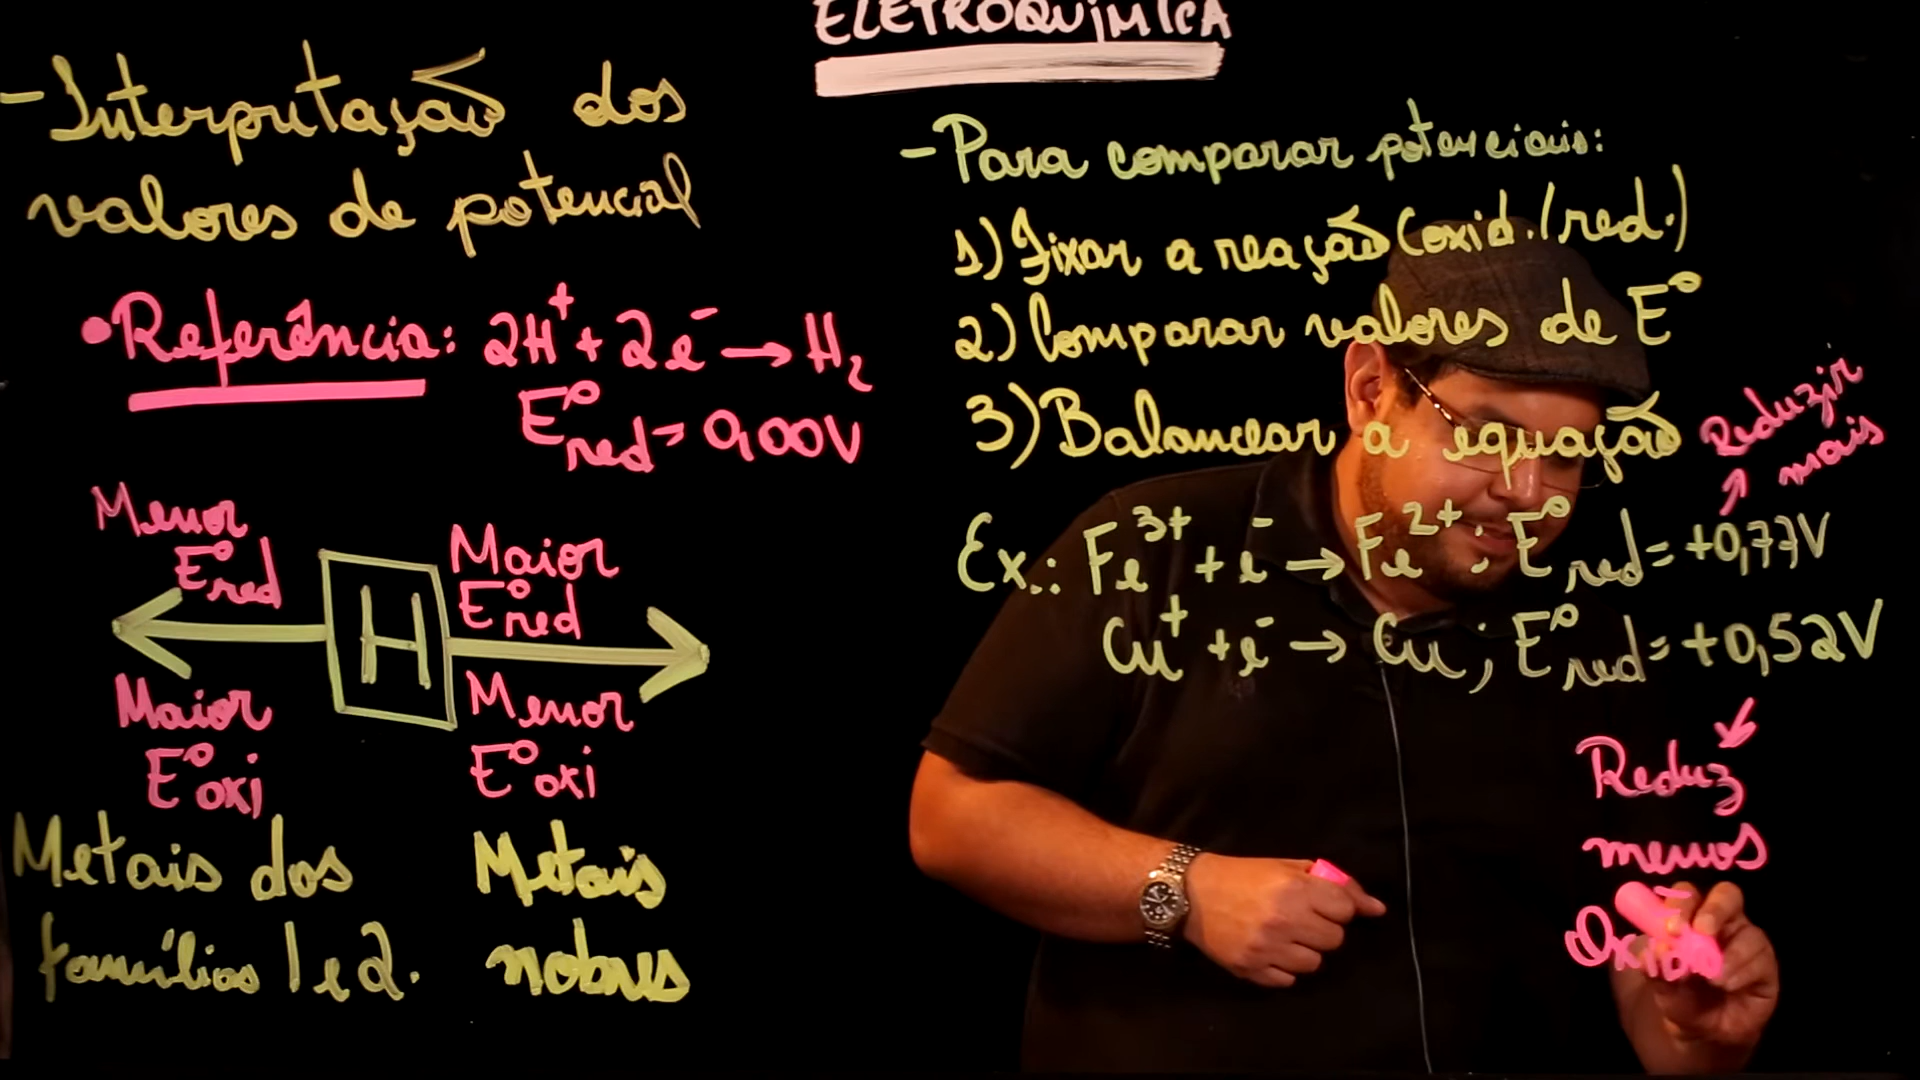 ELETROQUÍMICA
- Interpretação dos
valores de potencial
• Referência: 2H⁺ + 2e⁻ → H₂
E°red = 0,00V
Menor
E°red
Maior
E°red
H
Maior
E°oxi
Menor
E°oxi
Metais dos
famílias 1 e 2.
Metais
nobres
- Para comparar potenciais:
1) Fixar a reação (oxid./red.)
2) Comparar valores de E°
3) Balancear a equação
Reduzir
mais
Ex.: Fe³⁺ + e⁻ → Fe²⁺; E°red = +0,77V
Cu⁺ + e⁻ → Cu; E°red = +0,52V
Reduz
menos